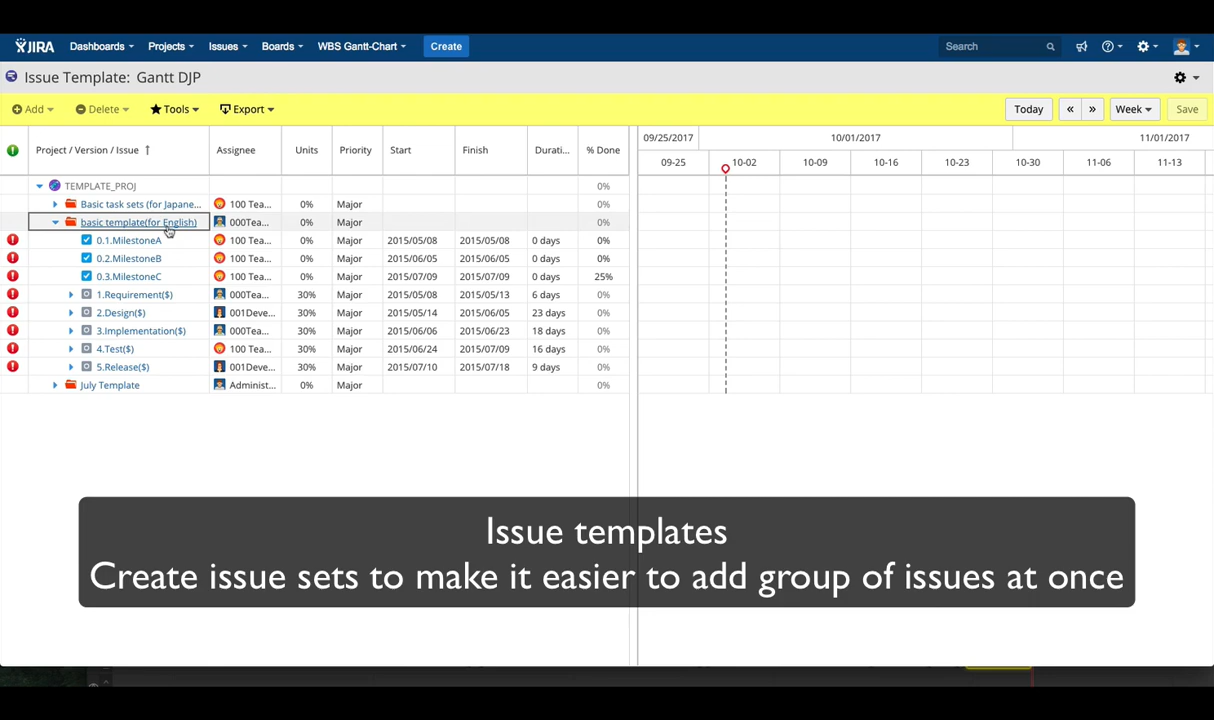 JIRA Dashboards Projects Issues Boards WBS Gantt-Chart Create Search
Issue Template: Gantt DJP
Add Delete Tools Export Today « » Week Save
09/25/2017 10/01/2017 11/01/2017
Project / Version / Issue ↑ Assignee Units Priority Start Finish Durati... % Done
09-25 10-02 10-09 10-16 10-23 10-30 11-06 11-13
TEMPLATE_PROJ 0%
Basic task sets (for Japane... 100 Tea... 0% Major 0%
basic template(for English) 000Tea... 0% Major 0%
0.1.MilestoneA 100 Tea... 0% Major 2015/05/08 2015/05/08 0 days 0%
0.2.MilestoneB 100 Tea... 0% Major 2015/06/05 2015/06/05 0 days 0%
0.3.MilestoneC 100 Tea... 0% Major 2015/07/09 2015/07/09 0 days 25%
1.Requirement($) 000Tea... 30% Major 2015/05/08 2015/05/13 6 days 0%
2.Design($) 001Deve... 30% Major 2015/05/14 2015/06/05 23 days 0%
3.Implementation($) 000Tea... 30% Major 2015/06/06 2015/06/23 18 days 0%
4.Test($) 100 Tea... 30% Major 2015/06/24 2015/07/09 16 days 0%
5.Release($) 001Deve... 30% Major 2015/07/10 2015/07/18 9 days 0%
July Template Administ... 0% Major 0%
Issue templates
Create issue sets to make it easier to add group of issues at once